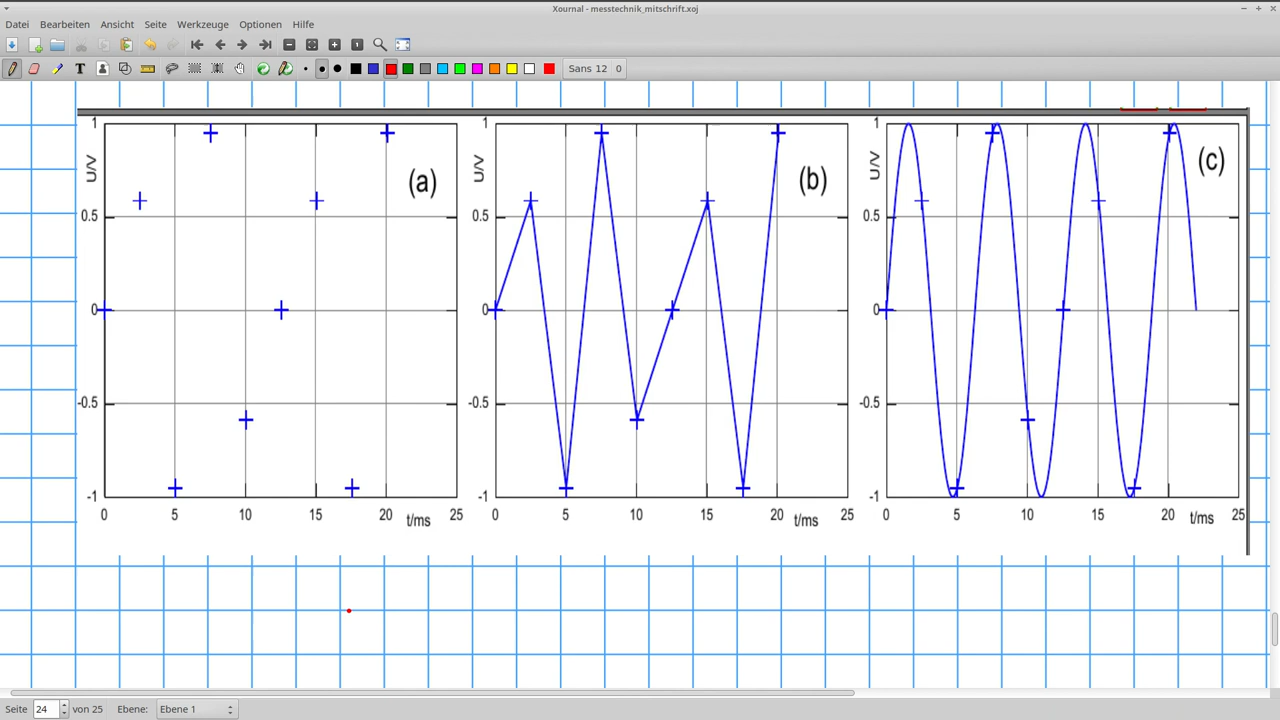 Xournal - messtechnik_mitschrift.xoj
Datei Bearbeiten Ansicht Seite Werkzeuge Optionen Hilfe
T Sans 12 0
1 1 1
U/V U/V U/V
(a) (b) (c)
0.5 0.5 0.5
0 0 0
-0.5 -0.5 -0.5
-1 -1 -1
0 5 10 15 20 25 0 5 10 15 20 25 0 5 10 15 20 25
t/ms t/ms t/ms
Seite 24 von 25 Ebene: Ebene 1